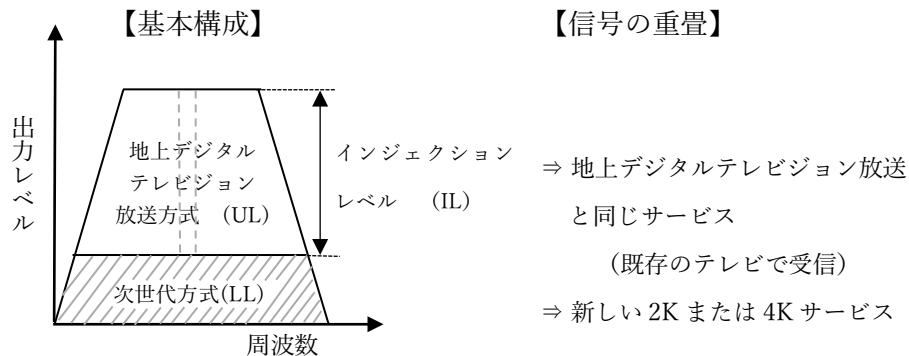 【基本構成】
【信号の重畳】
出力レベル
地上デジタル
テレビジョン
放送方式 (UL)
インジェクション
レベル (IL)
次世代方式(LL)
周波数
⇒ 地上デジタルテレビジョン放送
と同じサービス
(既存のテレビで受信)
⇒ 新しい 2K または 4K サービス